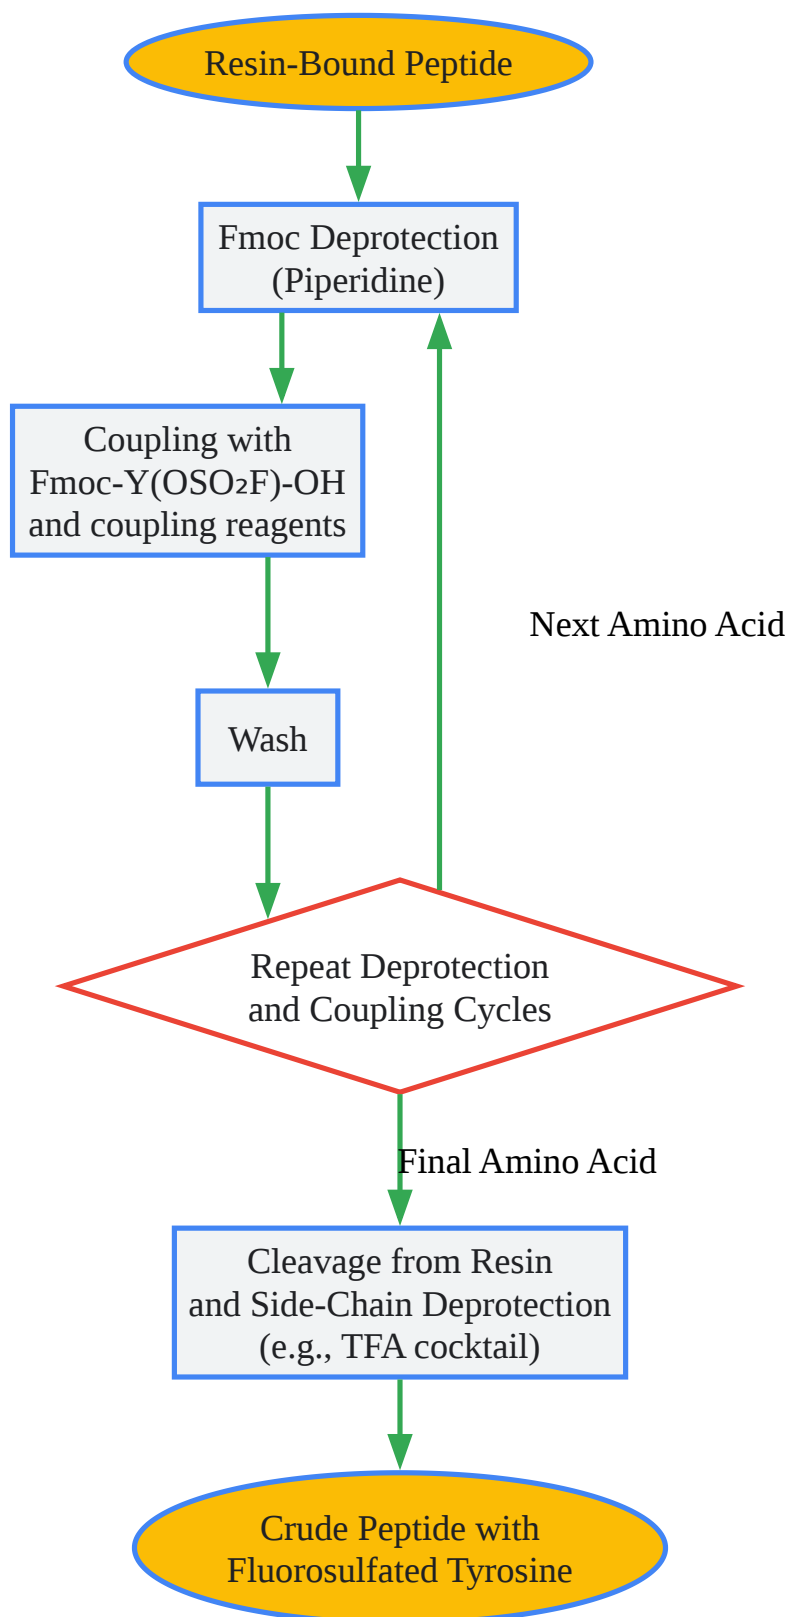 Resin-Bound Peptide
Fmoc Deprotection
(Piperidine)
Coupling with
Fmoc-Y(OSO₂F)-OH
and coupling reagents
Next Amino Acid
Wash
Repeat Deprotection
and Coupling Cycles
Final Amino Acid
Cleavage from Resin
and Side-Chain Deprotection
(e.g., TFA cocktail)
Crude Peptide with
Fluorosulfated Tyrosine